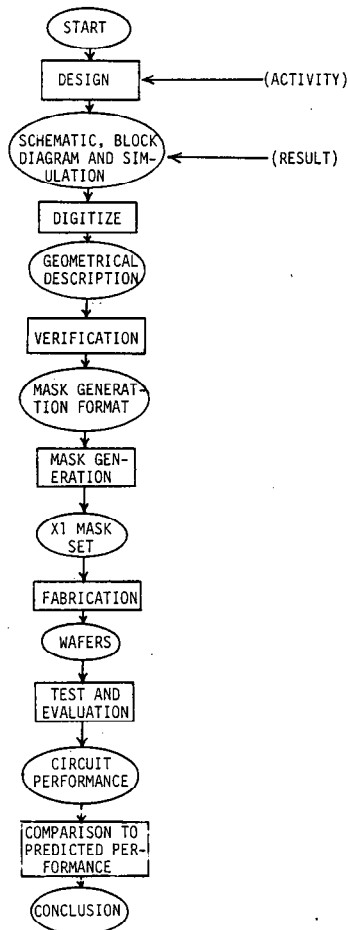 START
DESIGN
(ACTIVITY)
SCHEMATIC, BLOCK
DIAGRAM AND SIM-
ULATION
(RESULT)
DIGITIZE
GEOMETRICAL
DESCRIPTION
VERIFICATION
MASK GENERAT-
TION FORMAT
MASK GEN-
ERATION
X1 MASK
SET
FABRICATION
WAFERS
TEST AND
EVALUATION
CIRCUIT
PERFORMANCE
COMPARISON TO
PREDICTED PER-
FORMANCE
CONCLUSION